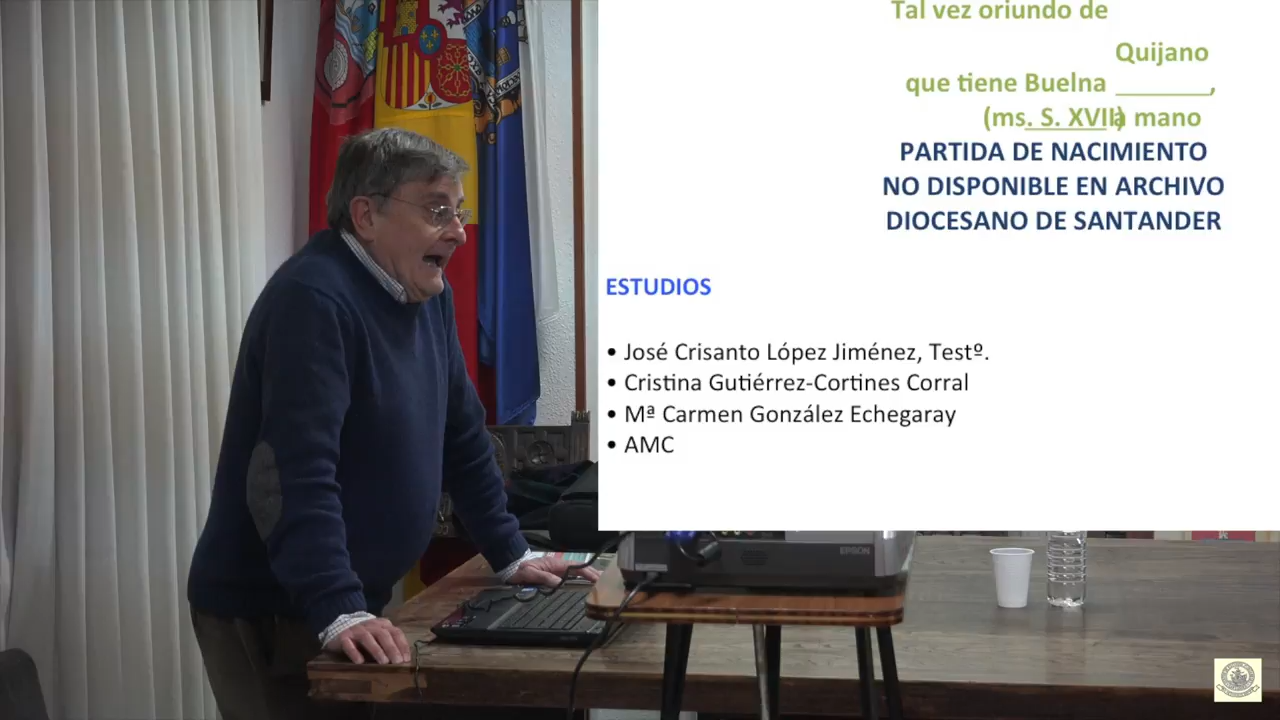 Tal vez oriundo de
Quijano
que tiene Buelna _______,
(ms. S. XVII) a mano
PARTIDA DE NACIMIENTO
NO DISPONIBLE EN ARCHIVO
DIOCESANO DE SANTANDER
ESTUDIOS
• José Crisanto López Jiménez, Testº.
• Cristina Gutiérrez-Cortines Corral
• Mª Carmen González Echegaray
• AMC
EPSON